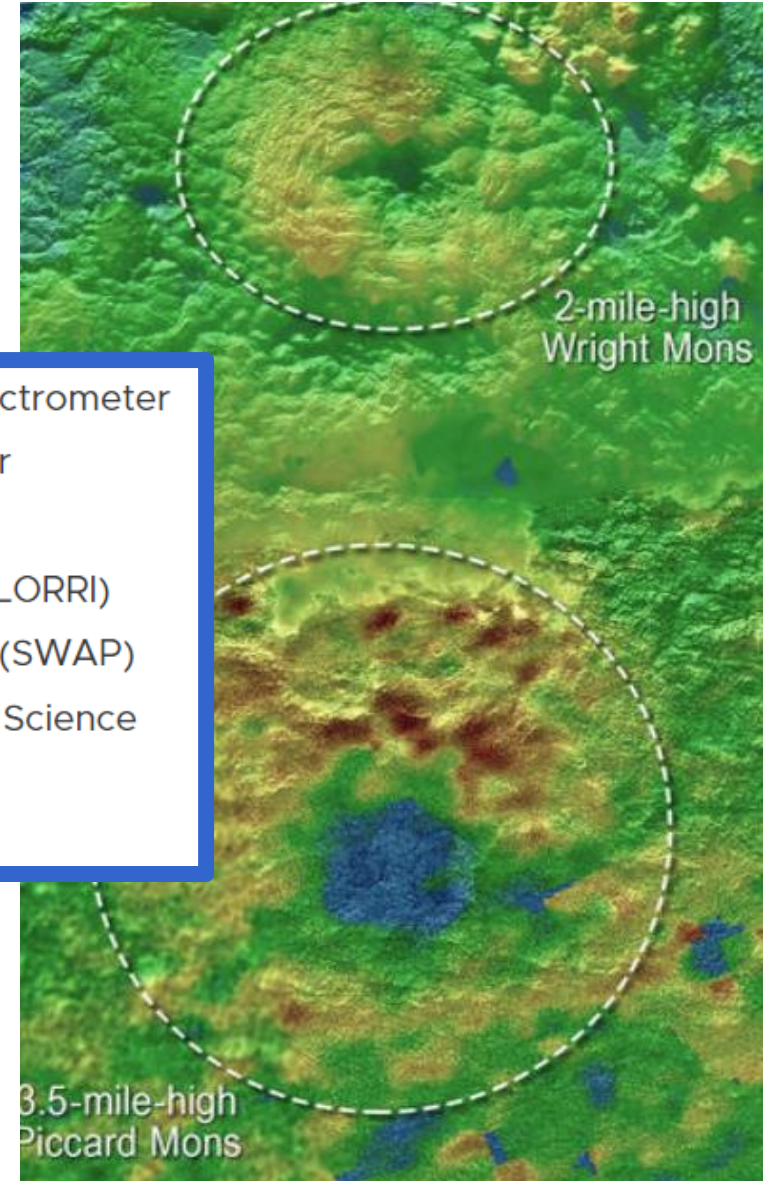 2-mile-high
Wright Mons
ctrometer
r
LORRI)
(SWAP)
Science
3.5-mile-high
Piccard Mons